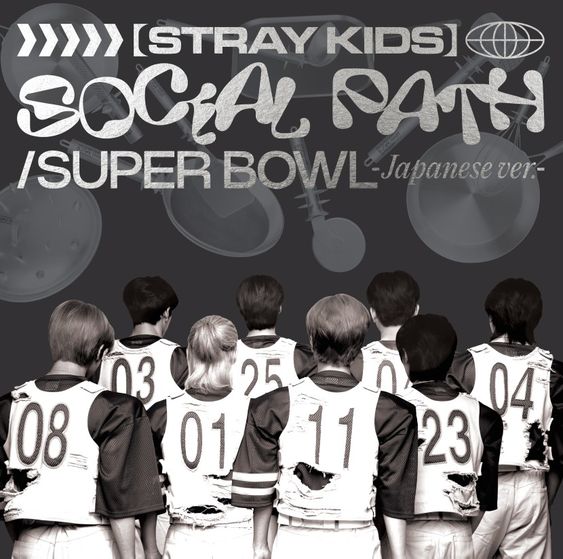 【STRAY KIDS】
SOCIAL PATH
/SUPER BOWL -Japanese ver.-
03 25 0
08 01 11 23 04